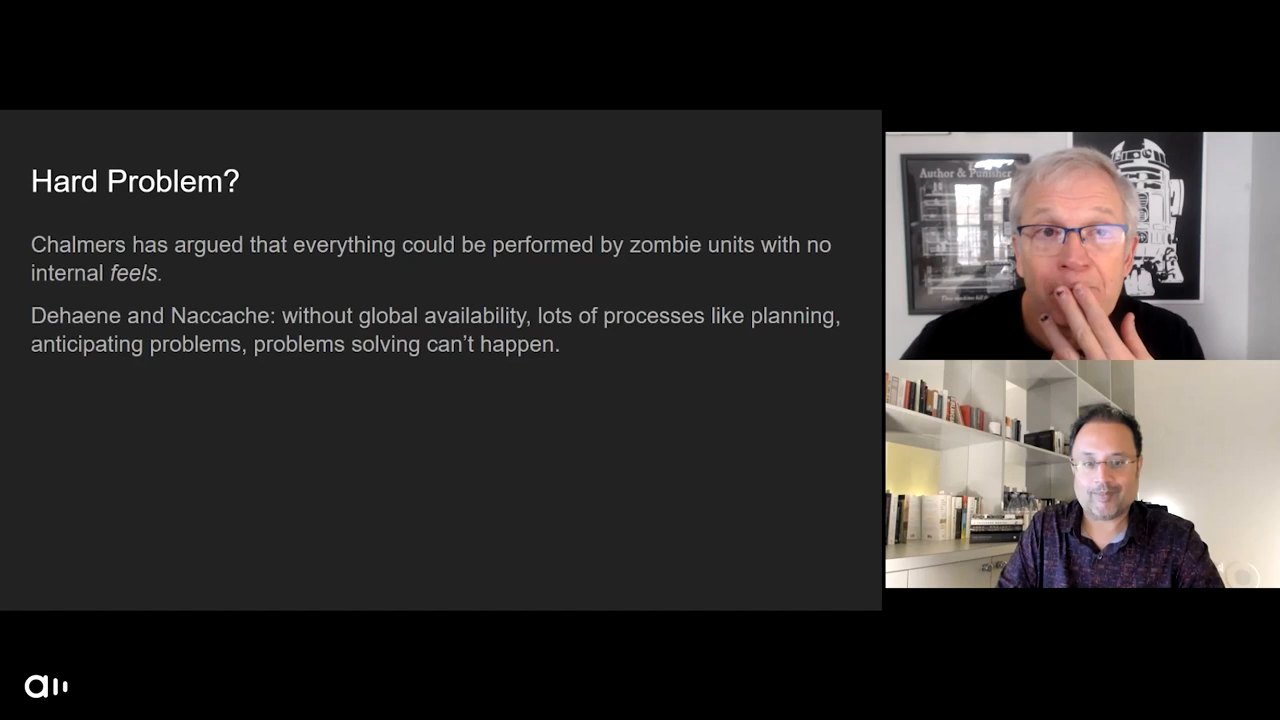 Hard Problem?
Chalmers has argued that everything could be performed by zombie units with no
internal feels.
Dehaene and Naccache: without global availability, lots of processes like planning,
anticipating problems, problems solving can’t happen.
Author & Punisher